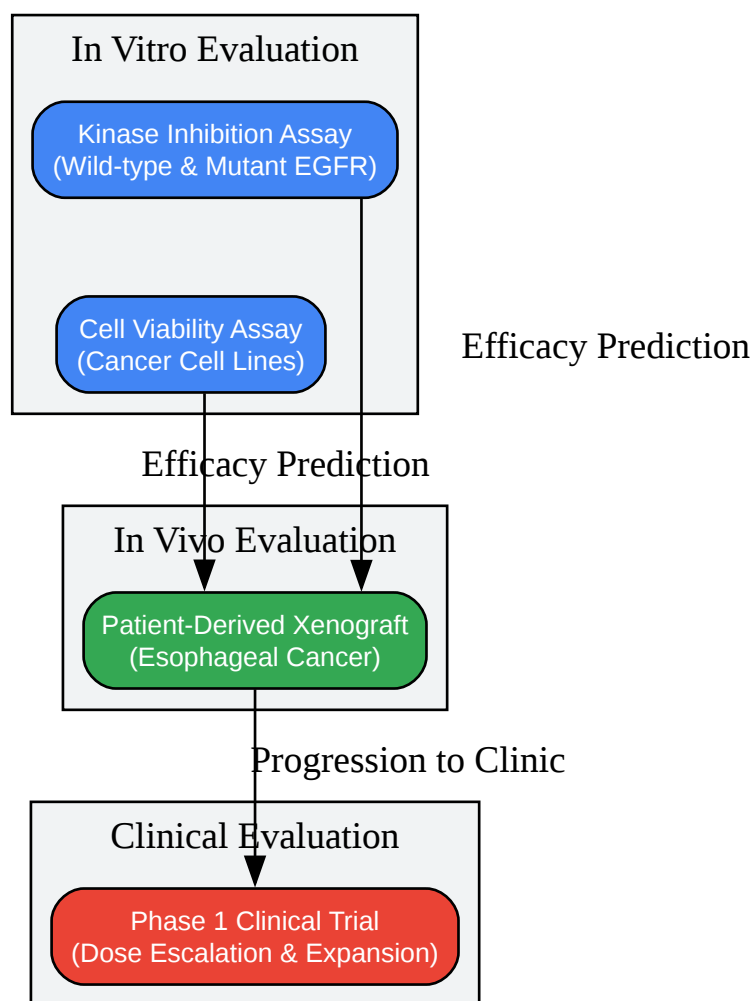 In Vitro Evaluation
Kinase Inhibition Assay
(Wild-type & Mutant EGFR)
Cell Viability Assay
(Cancer Cell Lines)
Efficacy Prediction
Efficacy Prediction
In Vivo Evaluation
Patient-Derived Xenograft
(Esophageal Cancer)
Progression to Clinic
Clinical Evaluation
Phase 1 Clinical Trial
(Dose Escalation & Expansion)